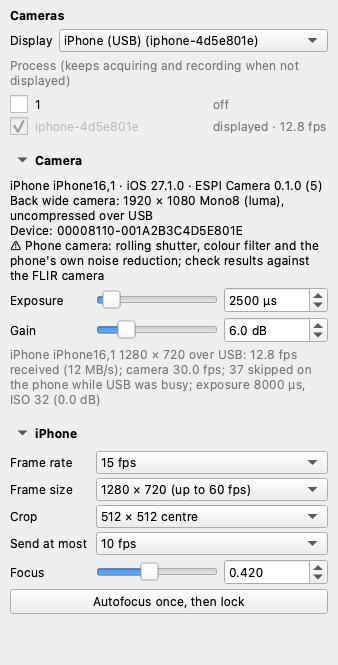 Cameras
Display iPhone (USB) (iphone-4d5e801e)
Process (keeps acquiring and recording when not
displayed)
1 off
iphone-4d5e801e displayed · 12.8 fps
Camera
iPhone iPhone16,1 · iOS 27.1.0 · ESPI Camera 0.1.0 (5)
Back wide camera: 1920 × 1080 Mono8 (luma),
uncompressed over USB
Device: 00008110-001A2B3C4D5E801E
⚠ Phone camera: rolling shutter, colour filter and the
phone's own noise reduction; check results against
the FLIR camera
Exposure 2500 µs
Gain 6.0 dB
iPhone iPhone16,1 1280 × 720 over USB: 12.8 fps
received (12 MB/s); camera 30.0 fps; 37 skipped on
the phone while USB was busy; exposure 8000 µs,
ISO 32 (0.0 dB)
iPhone
Frame rate 15 fps
Frame size 1280 × 720 (up to 60 fps)
Crop 512 × 512 centre
Send at most 10 fps
Focus 0.420
Autofocus once, then lock